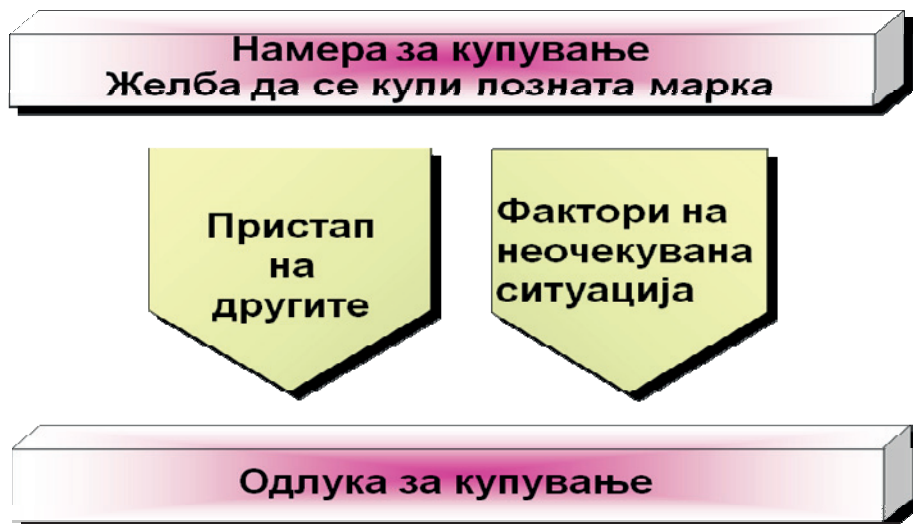 Намера за купување
Желба да се купи позната марка
Пристап
на
другите
Фактори на
неочекувана
ситуација
Одлука за купување